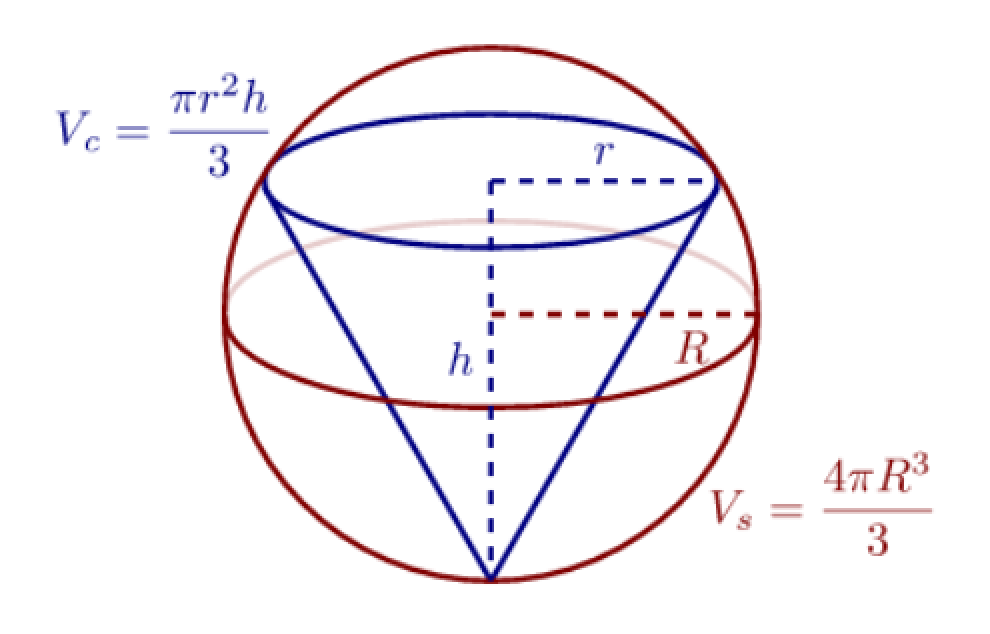 V_c = \frac{\pi r^2 h}{3}
r
h
R
V_s = \frac{4\pi R^3}{3}